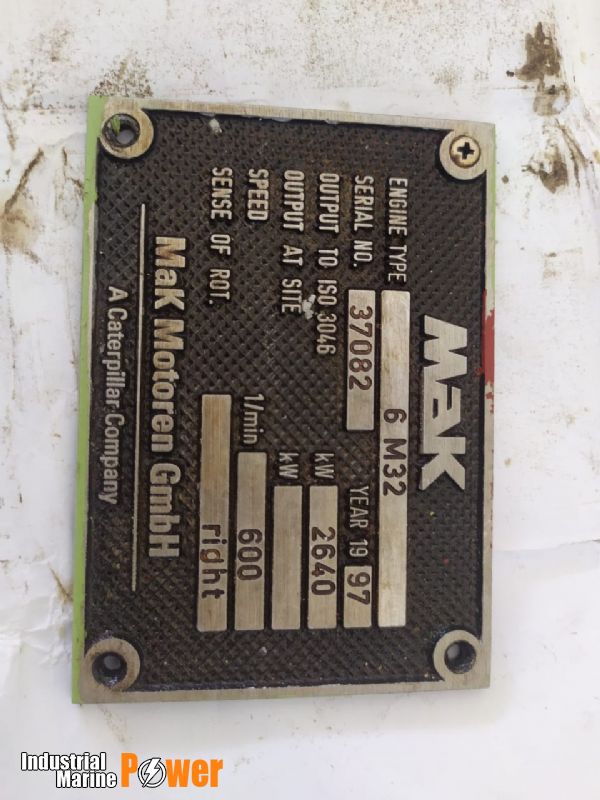 MaK
ENGINE TYPE 6 M32
SERIAL NO. 37082 YEAR 19 97
OUTPUT TO ISO 3046 kW 2640
OUTPUT AT SITE kW
SPEED 1/min 600
SENSE OF ROT. right
MaK Motoren GmbH
A Caterpillar Company
Industrial
Marine Power